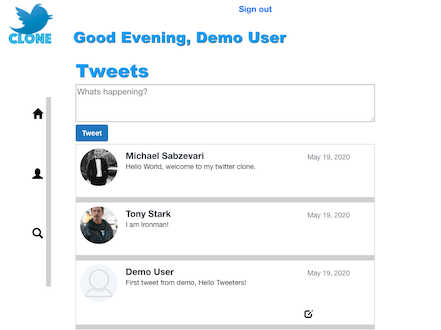 Sign out
CLONE
Good Evening, Demo User
Tweets
Whats happening?
Tweet
Michael Sabzevari
May 19, 2020
Hello World, welcome to my twitter clone.
Tony Stark
May 19, 2020
I am Ironman!
Demo User
May 19, 2020
First tweet from demo, Hello Tweeters!